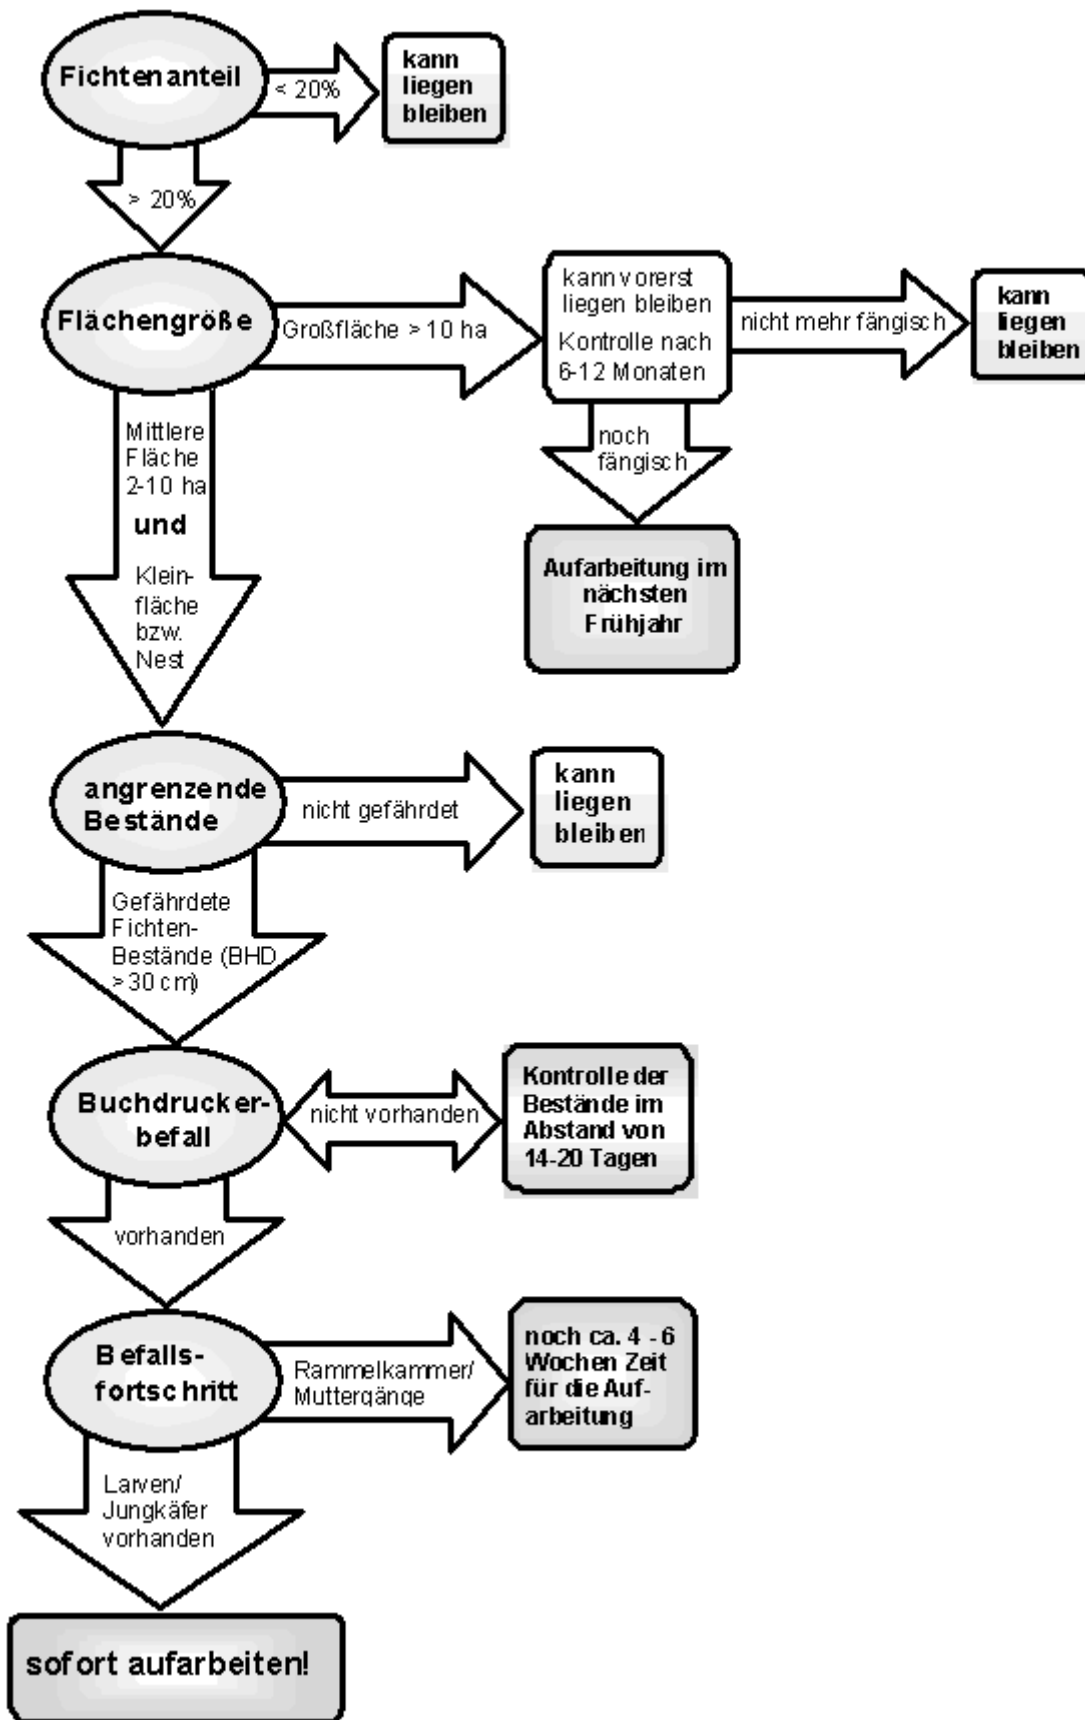 Fichtenanteil
< 20%
kann
liegen
bleiben
> 20%
Flächengröße
Großfläche > 10 ha
kann vorerst
liegen bleiben
Kontrolle nach
6-12 Monaten
nicht mehr fängisch
kann
liegen
bleiben
noch
fängisch
Aufarbeitung im
nächsten
Frühjahr
Mittlere
Fläche
2-10 ha
und
Klein-
fläche
bzw.
Nest
angrenzende
Bestände
nicht gefährdet
kann
liegen
bleiben
Gefährdete
Fichten-
Bestände (BHD
> 30 cm)
Buchdrucker-
befall
nicht vorhanden
Kontrolle der
Bestände im
Abstand von
14-20 Tagen
vorhanden
Befalls-
fortschritt
Rammelkammer/
Muttergänge
noch ca. 4 - 6
Wochen Zeit
für die Auf-
arbeitung
Larven/
Jungkäfer
vorhanden
sofort aufarbeiten!